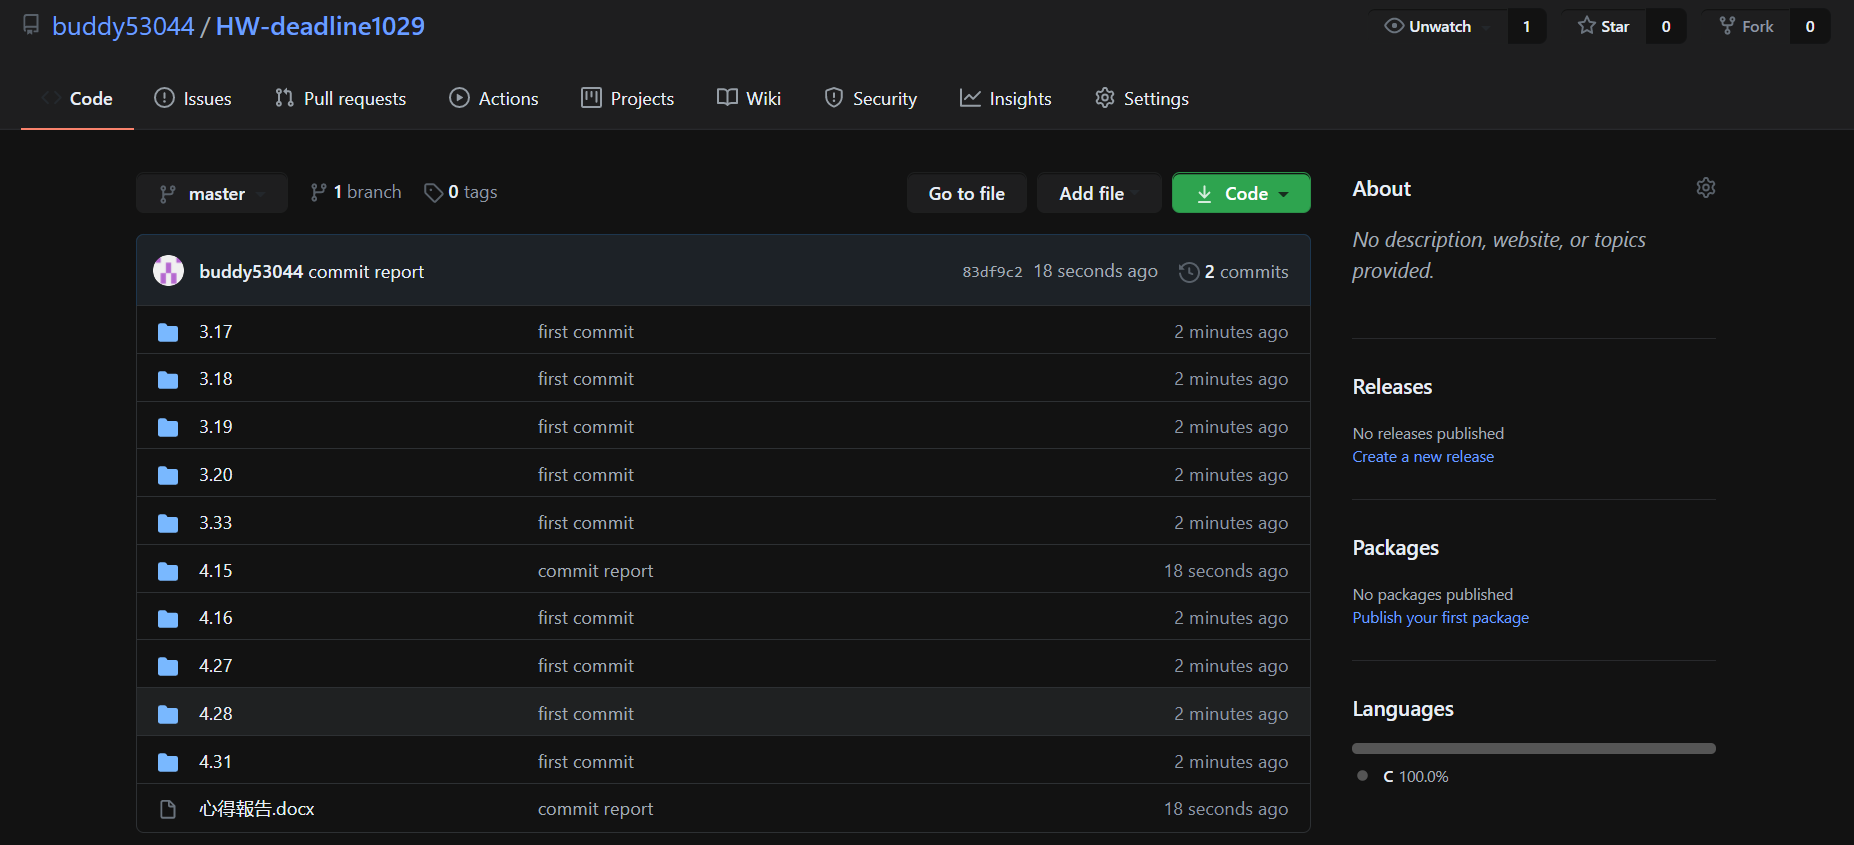 buddy53044 / HW-deadline1029
Unwatch 1 Star 0 Fork 0
Code Issues Pull requests Actions Projects Wiki Security Insights Settings
master 1 branch 0 tags Go to file Add file Code
buddy53044 commit report 83df9c2 18 seconds ago 2 commits
3.17 first commit 2 minutes ago
3.18 first commit 2 minutes ago
3.19 first commit 2 minutes ago
3.20 first commit 2 minutes ago
3.33 first commit 2 minutes ago
4.15 commit report 18 seconds ago
4.16 first commit 2 minutes ago
4.27 first commit 2 minutes ago
4.28 first commit 2 minutes ago
4.31 first commit 2 minutes ago
心得報告.docx commit report 18 seconds ago
About
No description, website, or topics
provided.
Releases
No releases published
Create a new release
Packages
No packages published
Publish your first package
Languages
C 100.0%